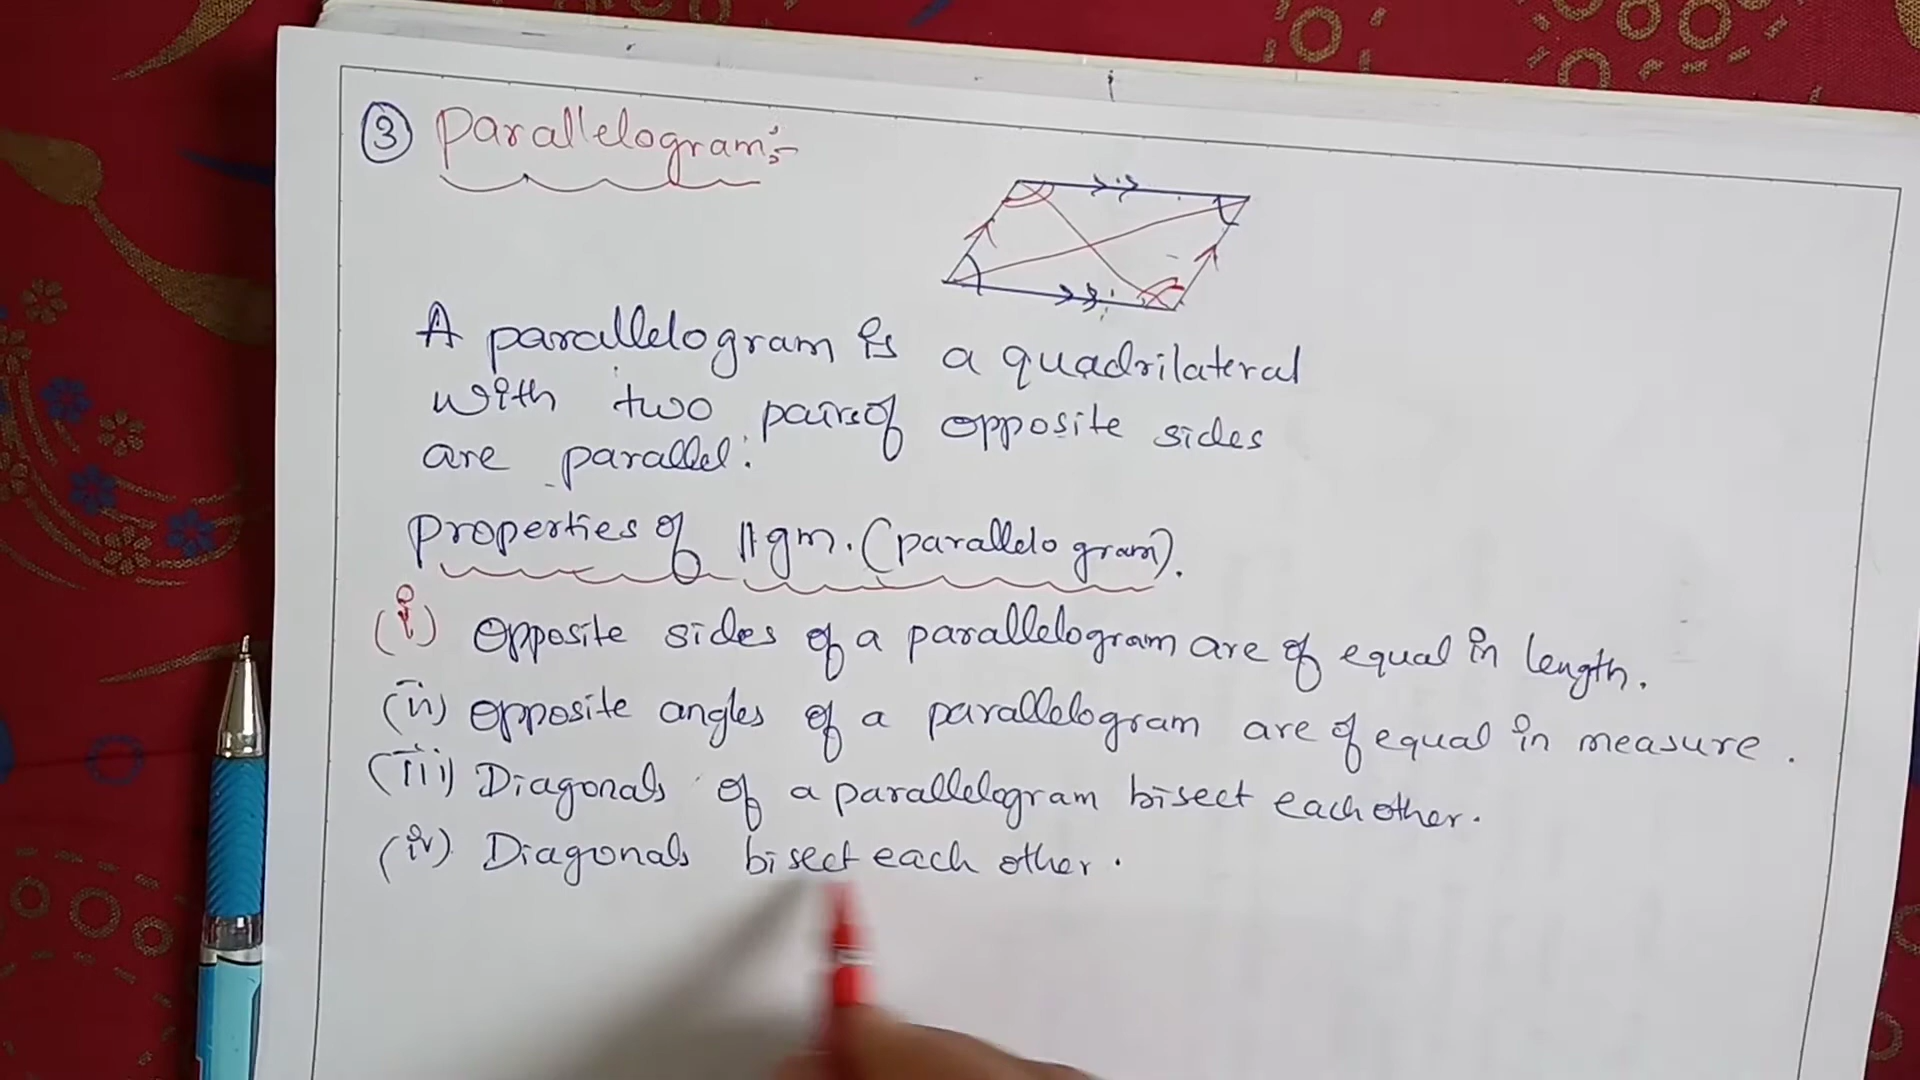 ③ Parallelogram:-
A parallelogram is a quadrilateral
with two pairs of opposite sides
are parallel.
Properties of ||gm. (parallelogram).
(i) Opposite sides of a parallelogram are of equal in length.
(ii) opposite angles of a parallelogram are of equal in measure.
(iii) Diagonals of a parallelogram bisect each other.
(iv) Diagonals bisect each other.